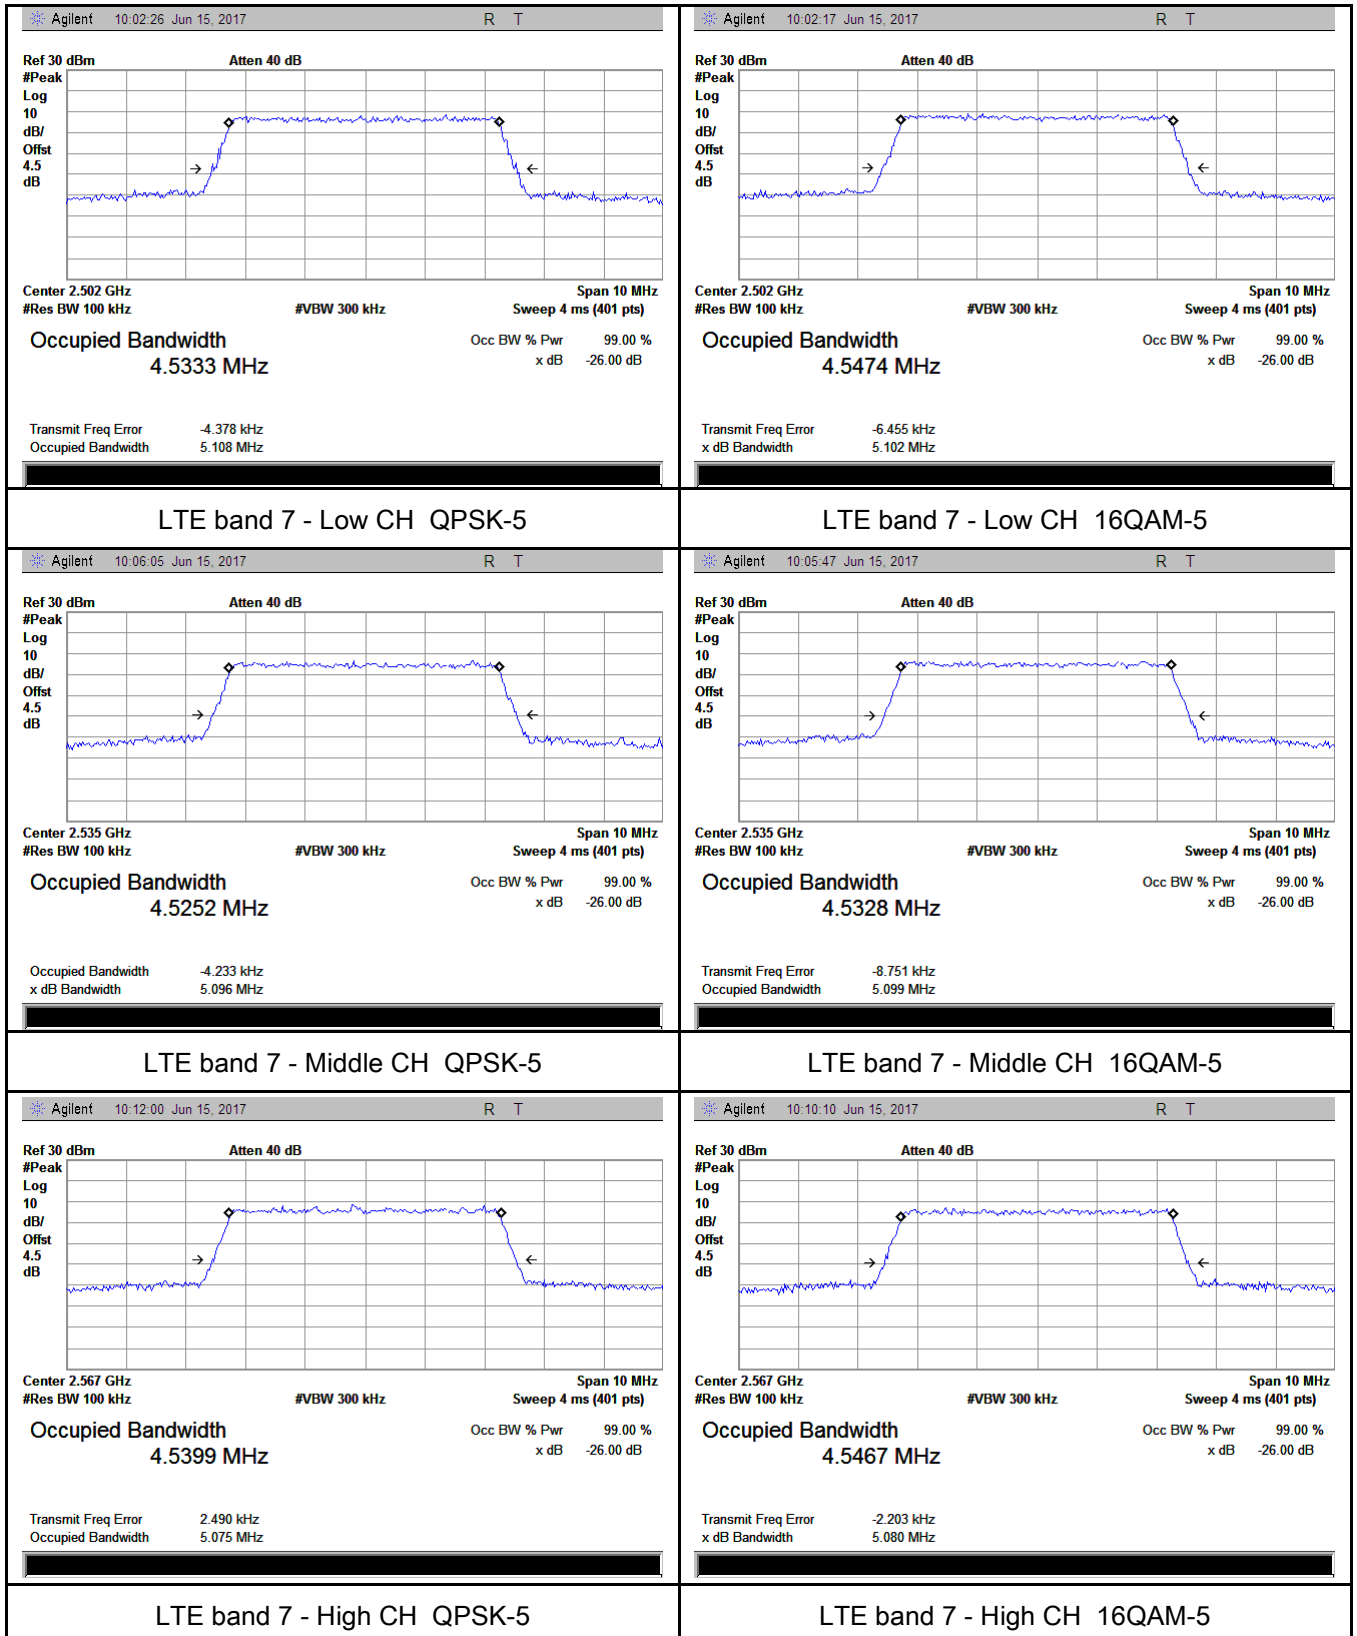 Agilent 10:02:26 Jun 15, 2017 R T
Ref 30 dBm Atten 40 dB
#Peak
Log
10
dB/
Offst
4.5
dB
Center 2.502 GHz Span 10 MHz
#Res BW 100 kHz #VBW 300 kHz Sweep 4 ms (401 pts)
Occupied Bandwidth Occ BW % Pwr 99.00 %
4.5333 MHz x dB -26.00 dB
Transmit Freq Error -4.378 kHz
Occupied Bandwidth 5.108 MHz
LTE band 7 - Low CH QPSK-5
Agilent 10:02:17 Jun 15, 2017 R T
Ref 30 dBm Atten 40 dB
#Peak
Log
10
dB/
Offst
4.5
dB
Center 2.502 GHz Span 10 MHz
#Res BW 100 kHz #VBW 300 kHz Sweep 4 ms (401 pts)
Occupied Bandwidth Occ BW % Pwr 99.00 %
4.5474 MHz x dB -26.00 dB
Transmit Freq Error -6.455 kHz
x dB Bandwidth 5.102 MHz
LTE band 7 - Low CH 16QAM-5
Agilent 10:06:05 Jun 15, 2017 R T
Ref 30 dBm Atten 40 dB
#Peak
Log
10
dB/
Offst
4.5
dB
Center 2.535 GHz Span 10 MHz
#Res BW 100 kHz #VBW 300 kHz Sweep 4 ms (401 pts)
Occupied Bandwidth Occ BW % Pwr 99.00 %
4.5252 MHz x dB -26.00 dB
Occupied Bandwidth -4.233 kHz
x dB Bandwidth 5.096 MHz
LTE band 7 - Middle CH QPSK-5
Agilent 10:05:47 Jun 15, 2017 R T
Ref 30 dBm Atten 40 dB
#Peak
Log
10
dB/
Offst
4.5
dB
Center 2.535 GHz Span 10 MHz
#Res BW 100 kHz #VBW 300 kHz Sweep 4 ms (401 pts)
Occupied Bandwidth Occ BW % Pwr 99.00 %
4.5328 MHz x dB -26.00 dB
Transmit Freq Error -8.751 kHz
Occupied Bandwidth 5.099 MHz
LTE band 7 - Middle CH 16QAM-5
Agilent 10:12:00 Jun 15, 2017 R T
Ref 30 dBm Atten 40 dB
#Peak
Log
10
dB/
Offst
4.5
dB
Center 2.567 GHz Span 10 MHz
#Res BW 100 kHz #VBW 300 kHz Sweep 4 ms (401 pts)
Occupied Bandwidth Occ BW % Pwr 99.00 %
4.5399 MHz x dB -26.00 dB
Transmit Freq Error 2.490 kHz
Occupied Bandwidth 5.075 MHz
LTE band 7 - High CH QPSK-5
Agilent 10:10:10 Jun 15, 2017 R T
Ref 30 dBm Atten 40 dB
#Peak
Log
10
dB/
Offst
4.5
dB
Center 2.567 GHz Span 10 MHz
#Res BW 100 kHz #VBW 300 kHz Sweep 4 ms (401 pts)
Occupied Bandwidth Occ BW % Pwr 99.00 %
4.5467 MHz x dB -26.00 dB
Transmit Freq Error -2.203 kHz
x dB Bandwidth 5.080 MHz
LTE band 7 - High CH 16QAM-5